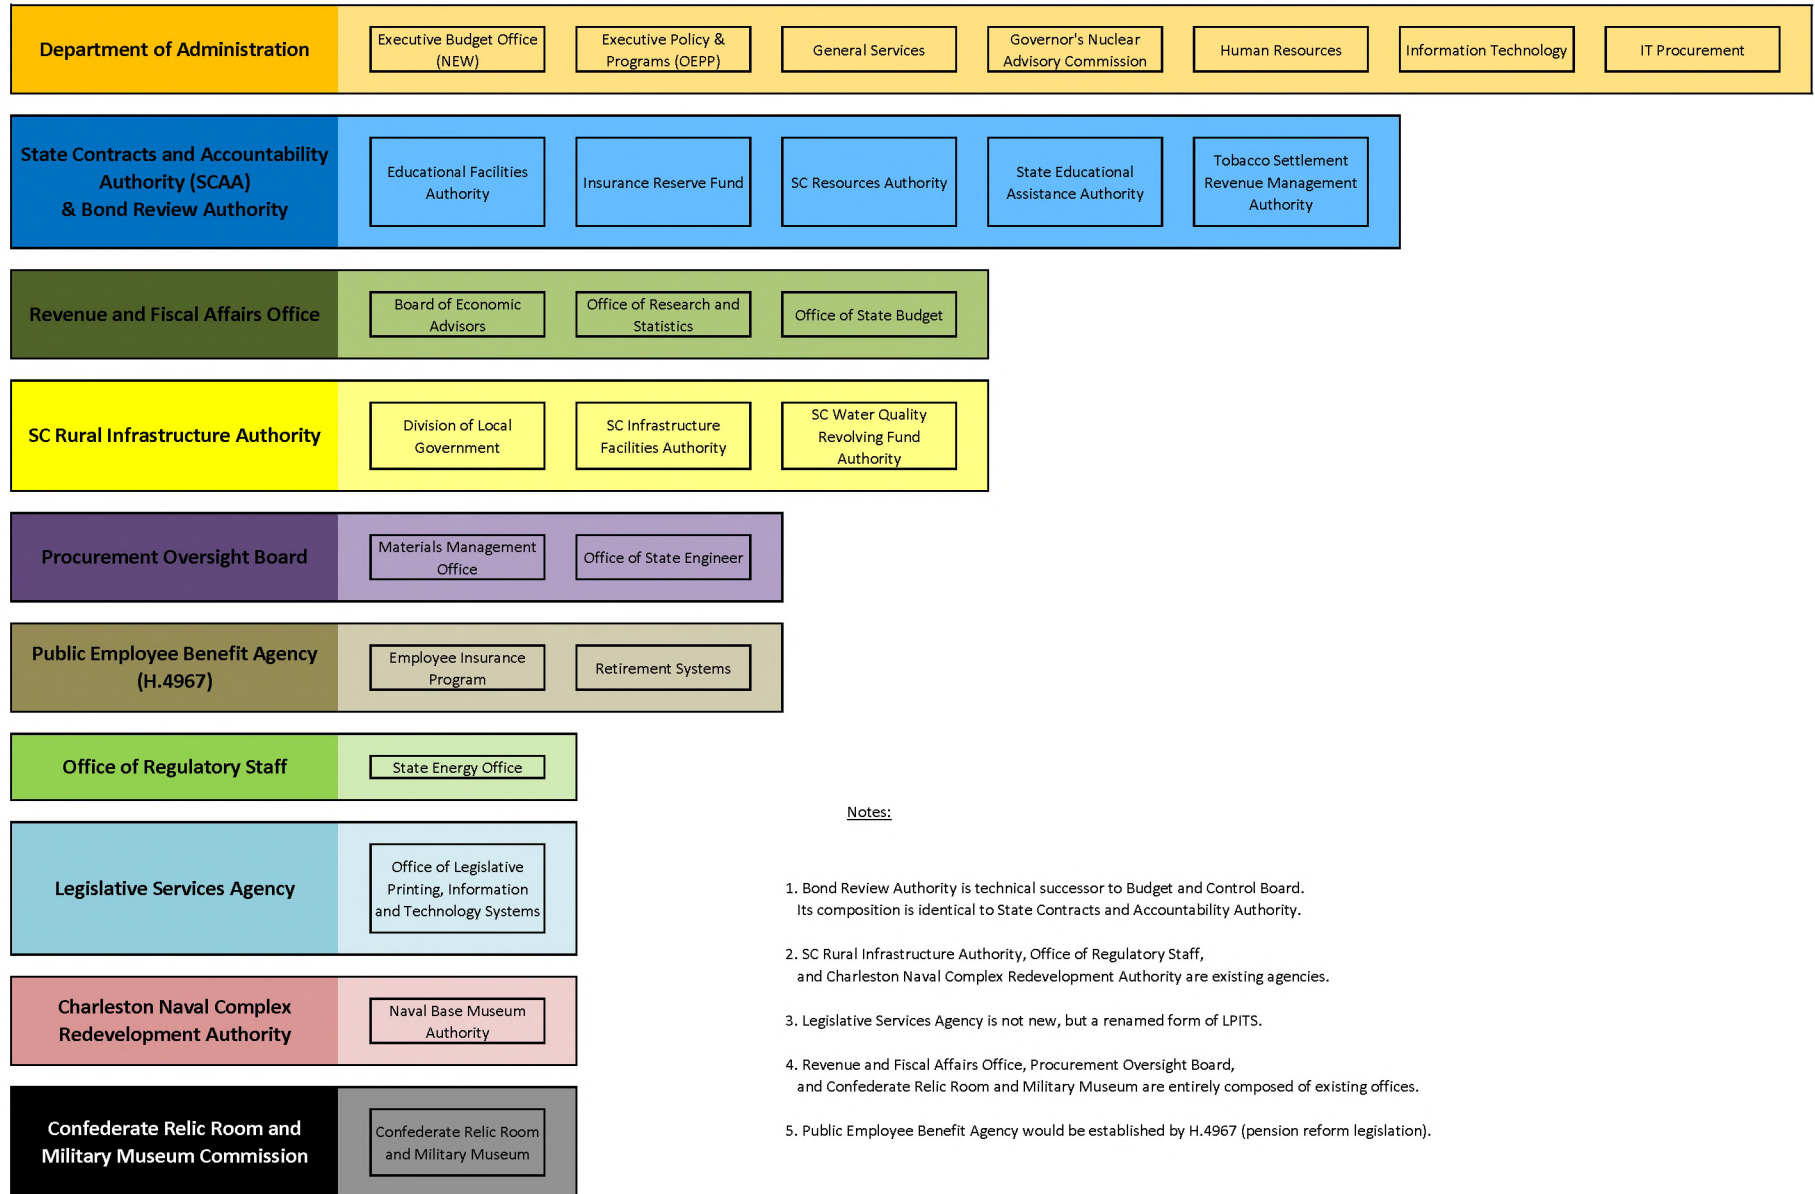 Department of Administration
Executive Budget Office
(NEW)
Executive Policy &
Programs (OEPP)
General Services
Governor's Nuclear
Advisory Commission
Human Resources
Information Technology
IT Procurement
State Contracts and Accountability
Authority (SCAA)
& Bond Review Authority
Educational Facilities
Authority
Insurance Reserve Fund
SC Resources Authority
State Educational
Assistance Authority
Tobacco Settlement
Revenue Management
Authority
Revenue and Fiscal Affairs Office
Board of Economic
Advisors
Office of Research and
Statistics
Office of State Budget
SC Rural Infrastructure Authority
Division of Local
Government
SC Infrastructure
Facilities Authority
SC Water Quality
Revolving Fund
Authority
Procurement Oversight Board
Materials Management
Office
Office of State Engineer
Public Employee Benefit Agency
(H.4967)
Employee Insurance
Program
Retirement Systems
Office of Regulatory Staff
State Energy Office
Legislative Services Agency
Office of Legislative
Printing, Information
and Technology Systems
Charleston Naval Complex
Redevelopment Authority
Naval Base Museum
Authority
Confederate Relic Room and
Military Museum Commission
Confederate Relic Room
and Military Museum
Notes:
1. Bond Review Authority is technical successor to Budget and Control Board.
Its composition is identical to State Contracts and Accountability Authority.
2. SC Rural Infrastructure Authority, Office of Regulatory Staff,
and Charleston Naval Complex Redevelopment Authority are existing agencies.
3. Legislative Services Agency is not new, but a renamed form of LPITS.
4. Revenue and Fiscal Affairs Office, Procurement Oversight Board,
and Confederate Relic Room and Military Museum are entirely composed of existing offices.
5. Public Employee Benefit Agency would be established by H.4967 (pension reform legislation).